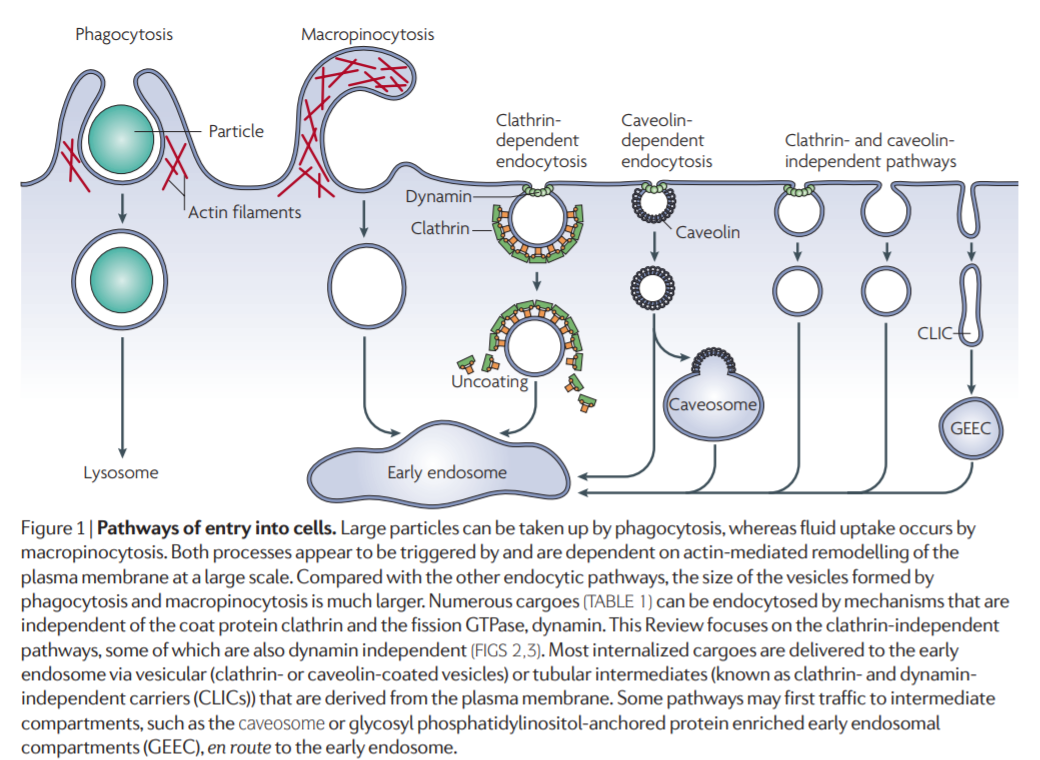 Phagocytosis
Macropinocytosis
Clathrin-
dependent
endocytosis
Caveolin-
dependent
endocytosis
Clathrin- and caveolin-
independent pathways
Particle
Actin filaments
Dynamin
Clathrin
Caveolin
CLIC
Uncoating
Caveosome
GEEC
Lysosome
Early endosome
Figure 1 | Pathways of entry into cells. Large particles can be taken up by phagocytosis, whereas fluid uptake occurs by
macropinocytosis. Both processes appear to be triggered by and are dependent on actin-mediated remodelling of the
plasma membrane at a large scale. Compared with the other endocytic pathways, the size of the vesicles formed by
phagocytosis and macropinocytosis is much larger. Numerous cargoes (TABLE 1) can be endocytosed by mechanisms that are
independent of the coat protein clathrin and the fission GTPase, dynamin. This Review focuses on the clathrin-independent
pathways, some of which are also dynamin independent (FIGS 2,3). Most internalized cargoes are delivered to the early
endosome via vesicular (clathrin- or caveolin-coated vesicles) or tubular intermediates (known as clathrin- and dynamin-
independent carriers (CLICs)) that are derived from the plasma membrane. Some pathways may first traffic to intermediate
compartments, such as the caveosome or glycosyl phosphatidylinositol-anchored protein enriched early endosomal
compartments (GEEC), en route to the early endosome.